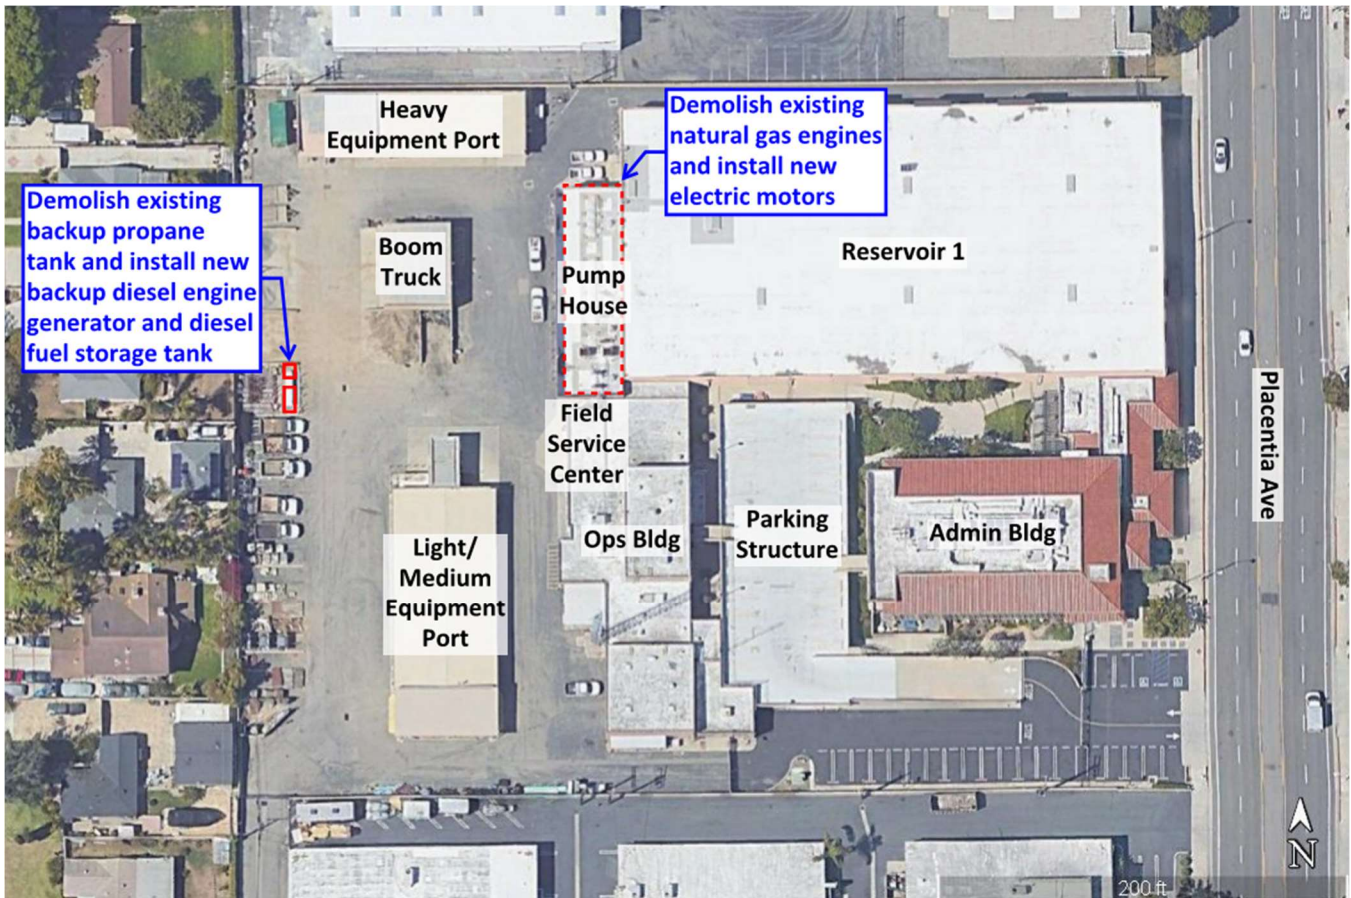 Heavy
Equipment Port
Demolish existing
natural gas engines
and install new
electric motors
Demolish existing
backup propane
tank and install new
backup diesel engine
generator and diesel
fuel storage tank
Boom
Truck
Pump
House
Reservoir 1
Placentia Ave
Field
Service
Center
Ops Bldg
Parking
Structure
Admin Bldg
Light/
Medium
Equipment
Port
N
200 ft